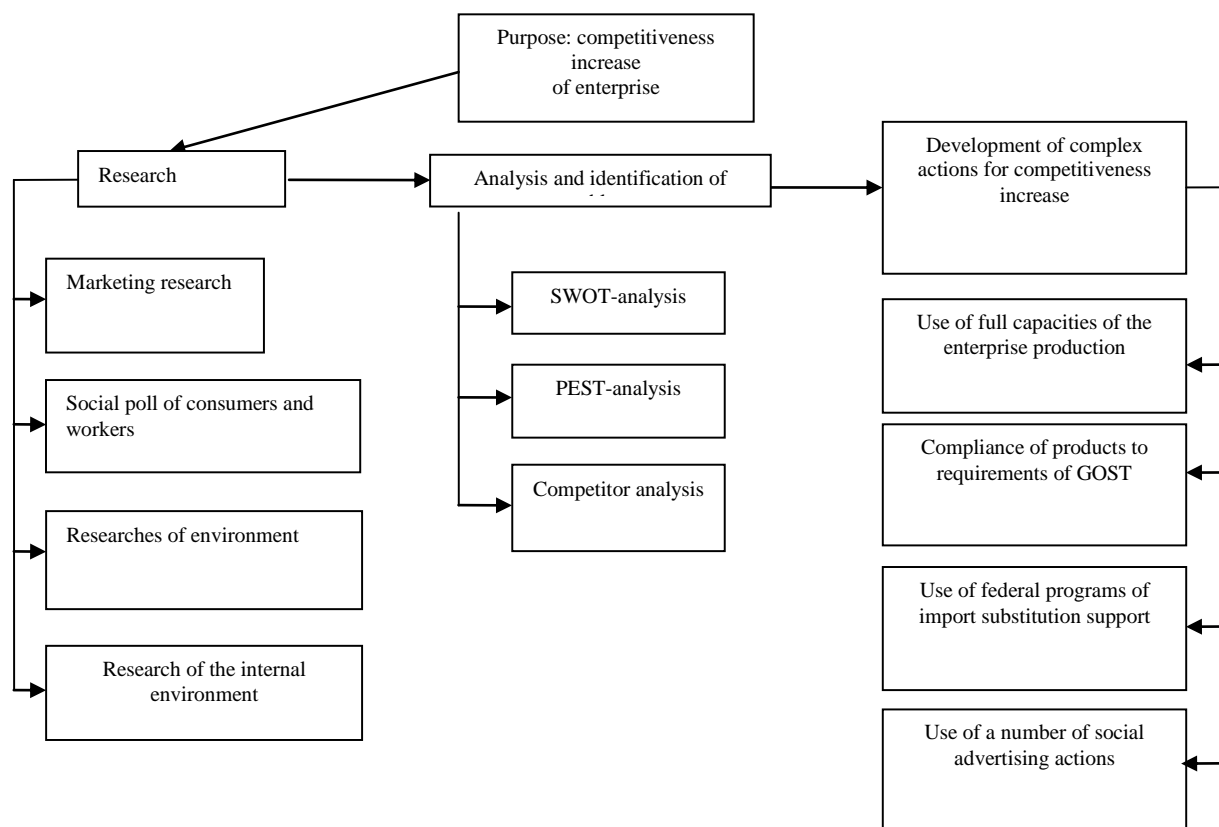 Purpose: competitiveness
increase
of enterprise
Research
Analysis and identification of
Development of complex
actions for competitiveness
increase
Marketing research
Social poll of consumers and
workers
Researches of environment
Research of the internal
environment
SWOT-analysis
PEST-analysis
Competitor analysis
Use of full capacities of the
enterprise production
Compliance of products to
requirements of GOST
Use of federal programs of
import substitution support
Use of a number of social
advertising actions